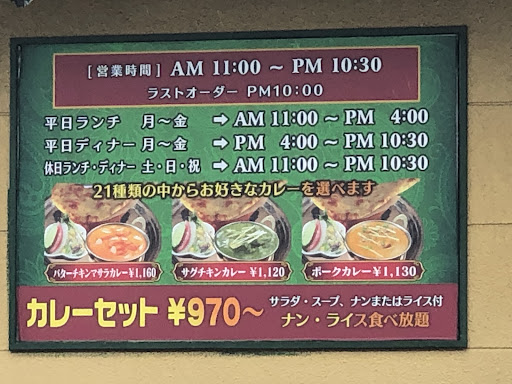 [ 営業時間 ] AM 11:00 ～ PM 10:30
ラストオーダー PM10:00
平日ランチ 月～金 ➡ AM 11:00 ～ PM 4:00
平日ディナー 月～金 ➡ PM 4:00 ～ PM 10:30
休日ランチ・ディナー 土・日・祝 ➡ AM 11:00 ～ PM 10:30
21種類の中からお好きなカレーを選べます
バターチキンマサラカレー ¥1,160
サグチキンカレー ¥1,120
ポークカレー ¥1,130
カレーセット ¥970～
サラダ・スープ、ナンまたはライス付
ナン・ライス食べ放題